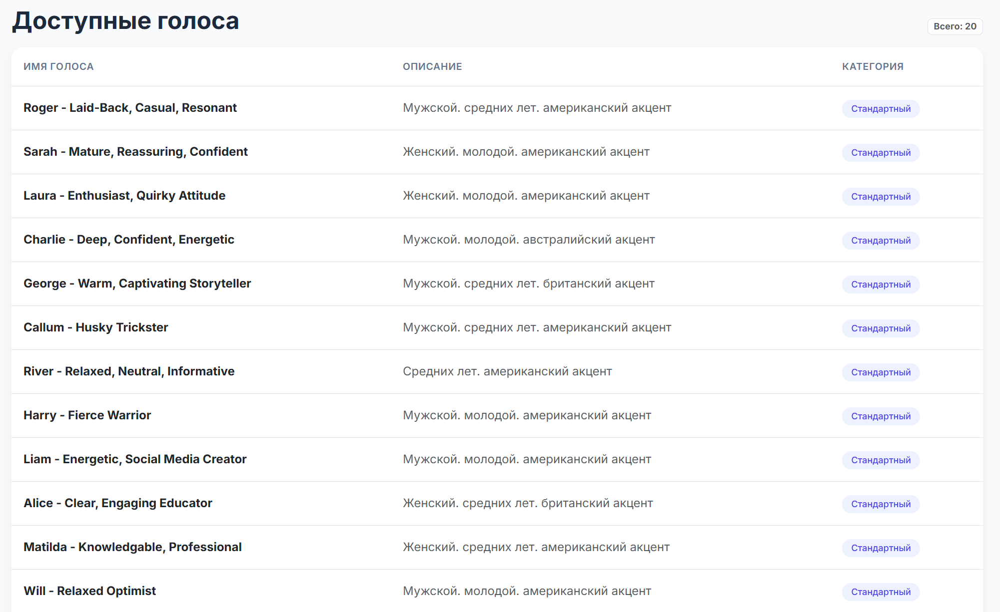 Доступные голоса
Всего: 20
ИМЯ ГОЛОСА ОПИСАНИЕ КАТЕГОРИЯ
Roger - Laid-Back, Casual, Resonant Мужской. средних лет. американский акцент Стандартный
Sarah - Mature, Reassuring, Confident Женский. молодой. американский акцент Стандартный
Laura - Enthusiast, Quirky Attitude Женский. молодой. американский акцент Стандартный
Charlie - Deep, Confident, Energetic Мужской. молодой. австралийский акцент Стандартный
George - Warm, Captivating Storyteller Мужской. средних лет. британский акцент Стандартный
Callum - Husky Trickster Мужской. средних лет. американский акцент Стандартный
River - Relaxed, Neutral, Informative Средних лет. американский акцент Стандартный
Harry - Fierce Warrior Мужской. молодой. американский акцент Стандартный
Liam - Energetic, Social Media Creator Мужской. молодой. американский акцент Стандартный
Alice - Clear, Engaging Educator Женский. средних лет. британский акцент Стандартный
Matilda - Knowledgable, Professional Женский. средних лет. американский акцент Стандартный
Will - Relaxed Optimist Мужской. молодой. американский акцент Стандартный